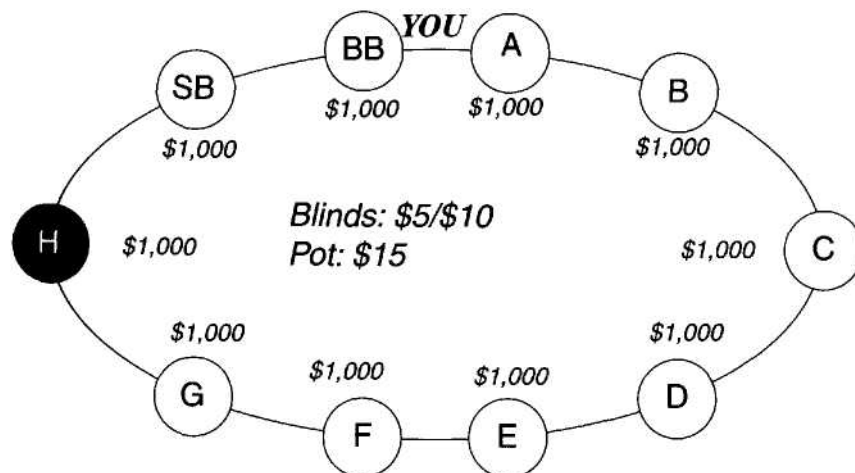 YOU
BB
A
SB
B
$1,000
$1,000
$1,000
$1,000
Blinds: $5/$10
Pot: $15
H
$1,000
$1,000
C
$1,000
$1,000
$1,000
$1,000
G
F
E
D